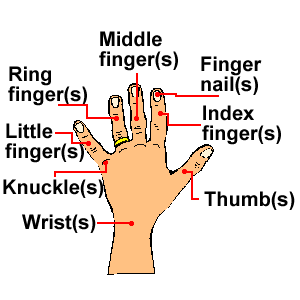 Middle
finger(s)
Ring
finger(s)
Finger
nail(s)
Index
finger(s)
Little
finger(s)
Knuckle(s)
Thumb(s)
Wrist(s)